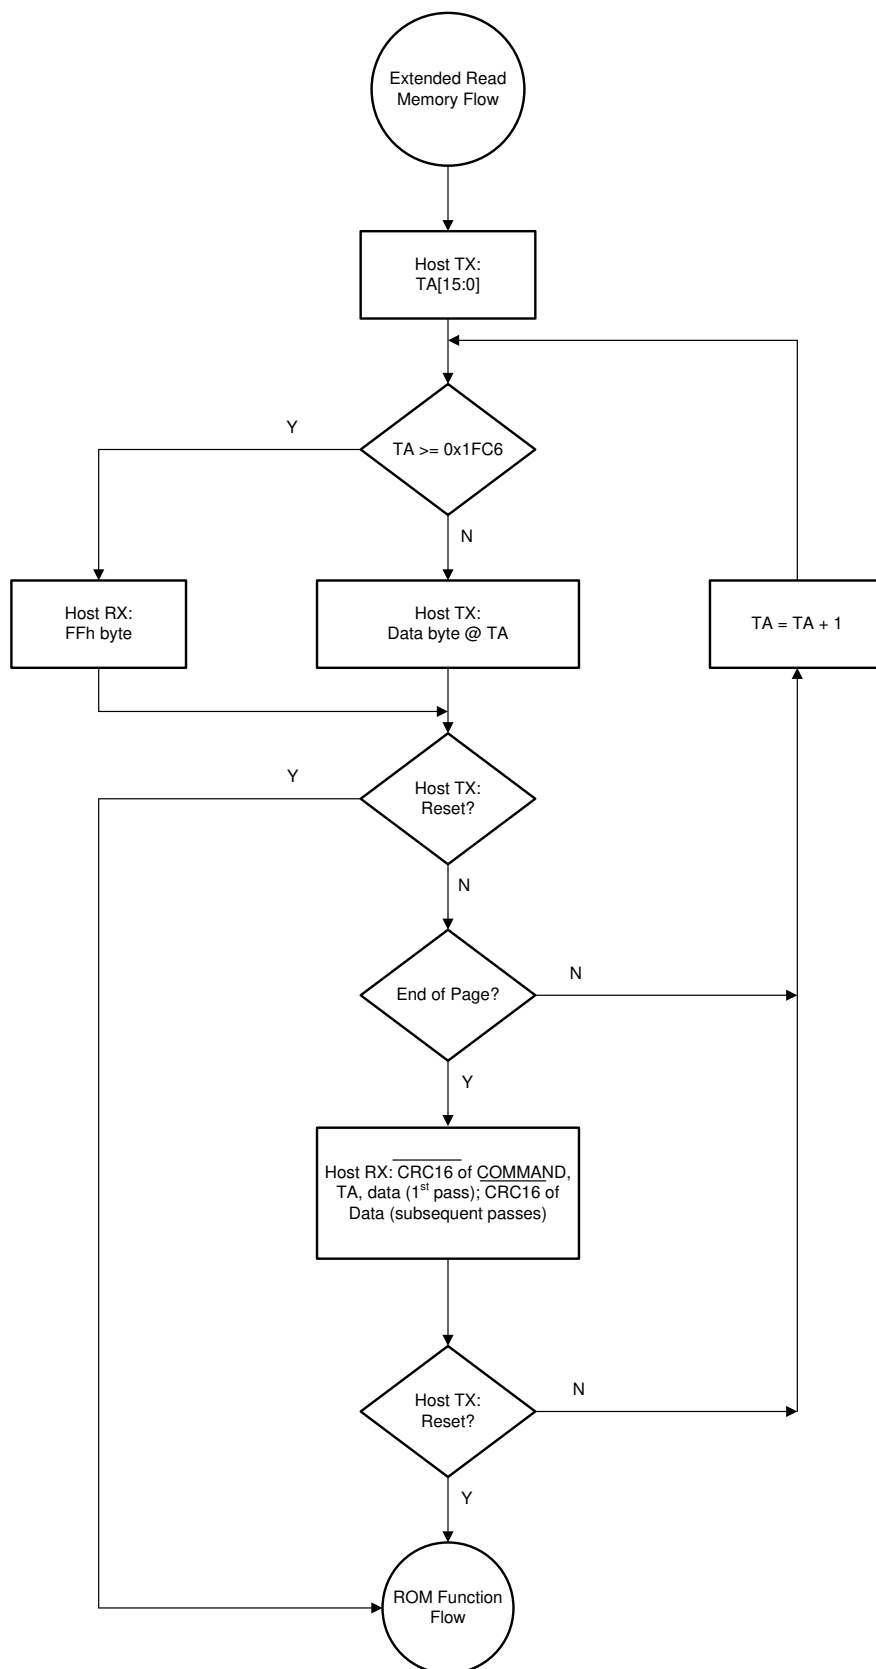 Extended Read
Memory Flow
Host TX:
TA[15:0]
Y
TA >= 0x1FC6
N
Host RX:
FFh byte
Host TX:
Data byte @ TA
TA = TA + 1
Y
Host TX:
Reset?
N
End of Page?
N
Y
Host RX: CRC16 of COMMAND,
TA, data (1st pass); CRC16 of
Data (subsequent passes)
Host TX:
Reset?
N
Y
ROM Function
Flow